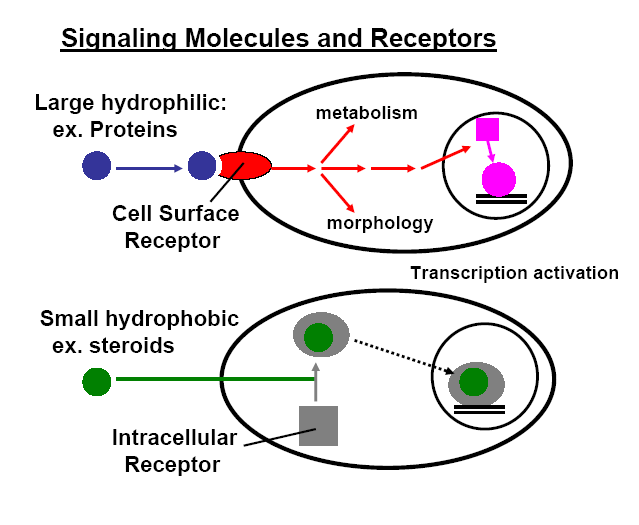 Signaling Molecules and Receptors
Large hydrophilic:
ex. Proteins
metabolism
Cell Surface
Receptor
morphology
Transcription activation
Small hydrophobic
ex. steroids
Intracellular
Receptor